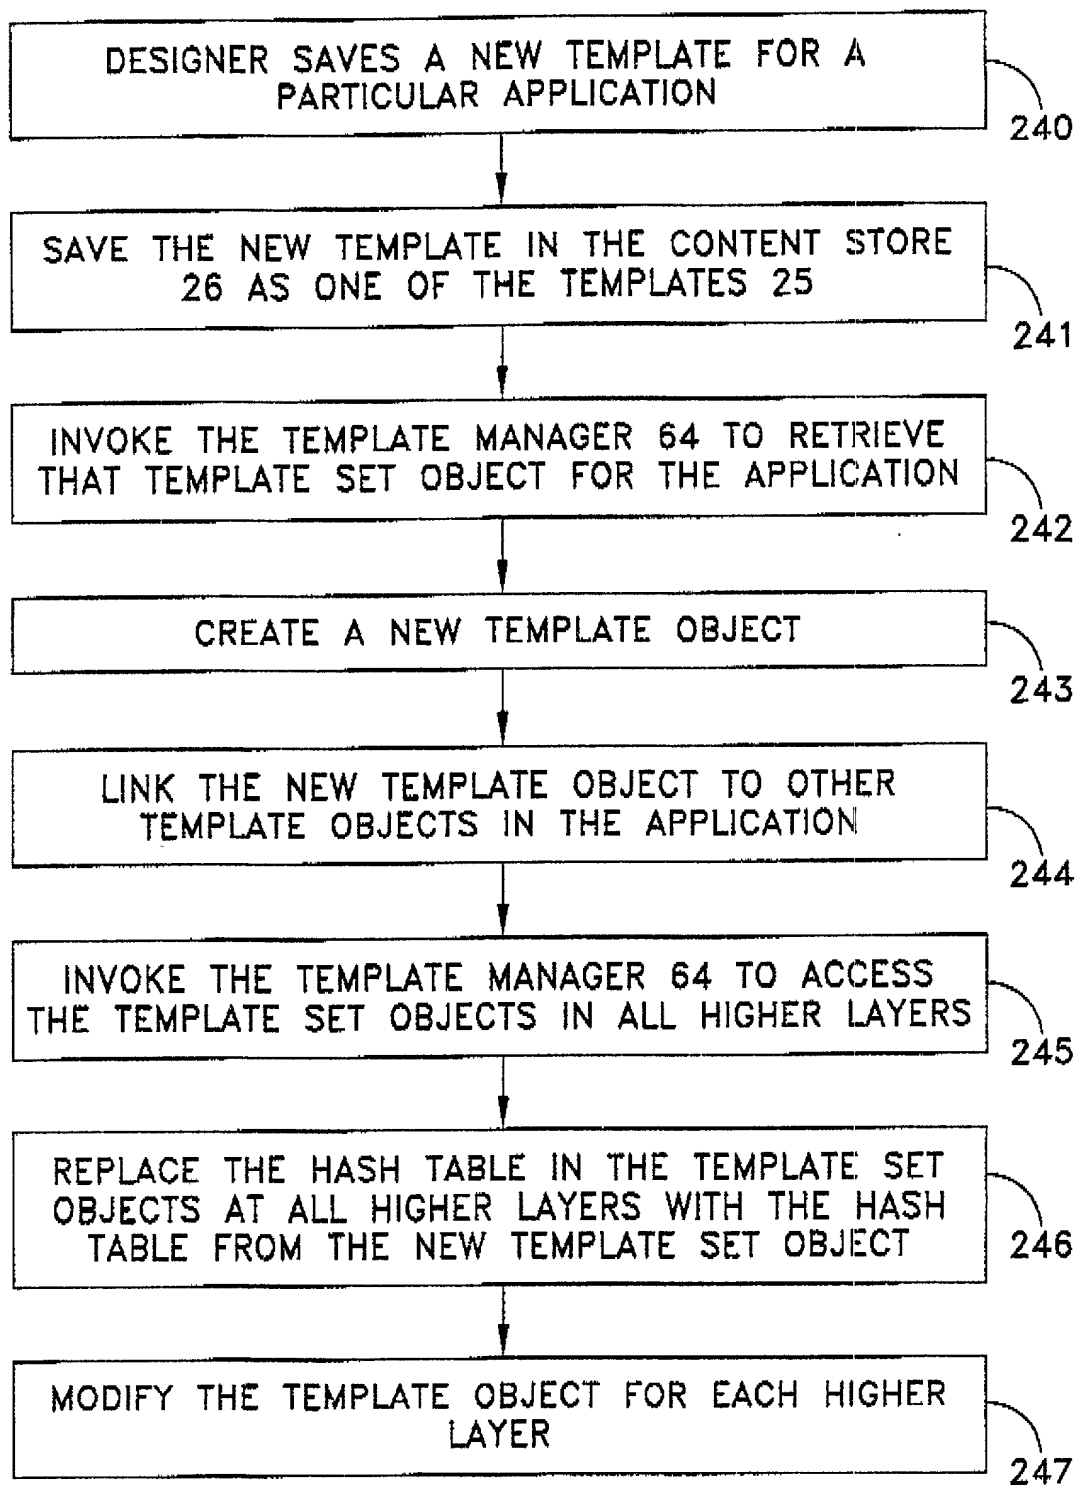 DESIGNER SAVES A NEW TEMPLATE FOR A
PARTICULAR APPLICATION
240
SAVE THE NEW TEMPLATE IN THE CONTENT STORE
26 AS ONE OF THE TEMPLATES 25
241
INVOKE THE TEMPLATE MANAGER 64 TO RETRIEVE
THAT TEMPLATE SET OBJECT FOR THE APPLICATION
242
CREATE A NEW TEMPLATE OBJECT
243
LINK THE NEW TEMPLATE OBJECT TO OTHER
TEMPLATE OBJECTS IN THE APPLICATION
244
INVOKE THE TEMPLATE MANAGER 64 TO ACCESS
THE TEMPLATE SET OBJECTS IN ALL HIGHER LAYERS
245
REPLACE THE HASH TABLE IN THE TEMPLATE SET
OBJECTS AT ALL HIGHER LAYERS WITH THE HASH
TABLE FROM THE NEW TEMPLATE SET OBJECT
246
MODIFY THE TEMPLATE OBJECT FOR EACH HIGHER
LAYER
247